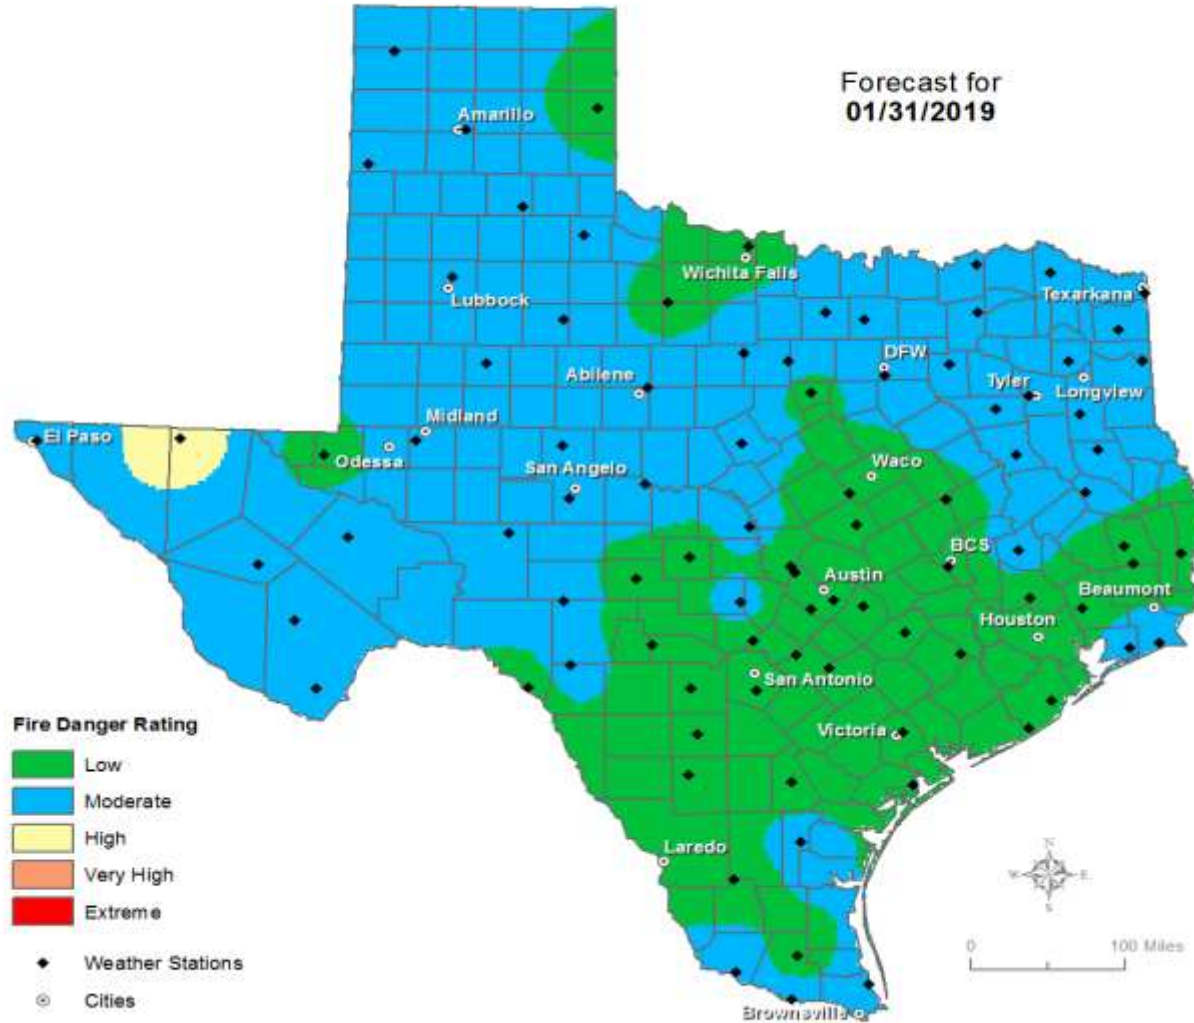 Forecast for
01/31/2019
Amarillo
Wichita Falls
Lubbock
Texarkana
DFW
Abilene
Tyler
Longview
Midland
El Paso
Odessa
San Angelo
Waco
BCS
Austin
Beaumont
Houston
San Antonio
Victoria
Laredo
Brownsville
Fire Danger Rating
Low
Moderate
High
Very High
Extreme
Weather Stations
Cities
N
W E
S
0 100 Miles